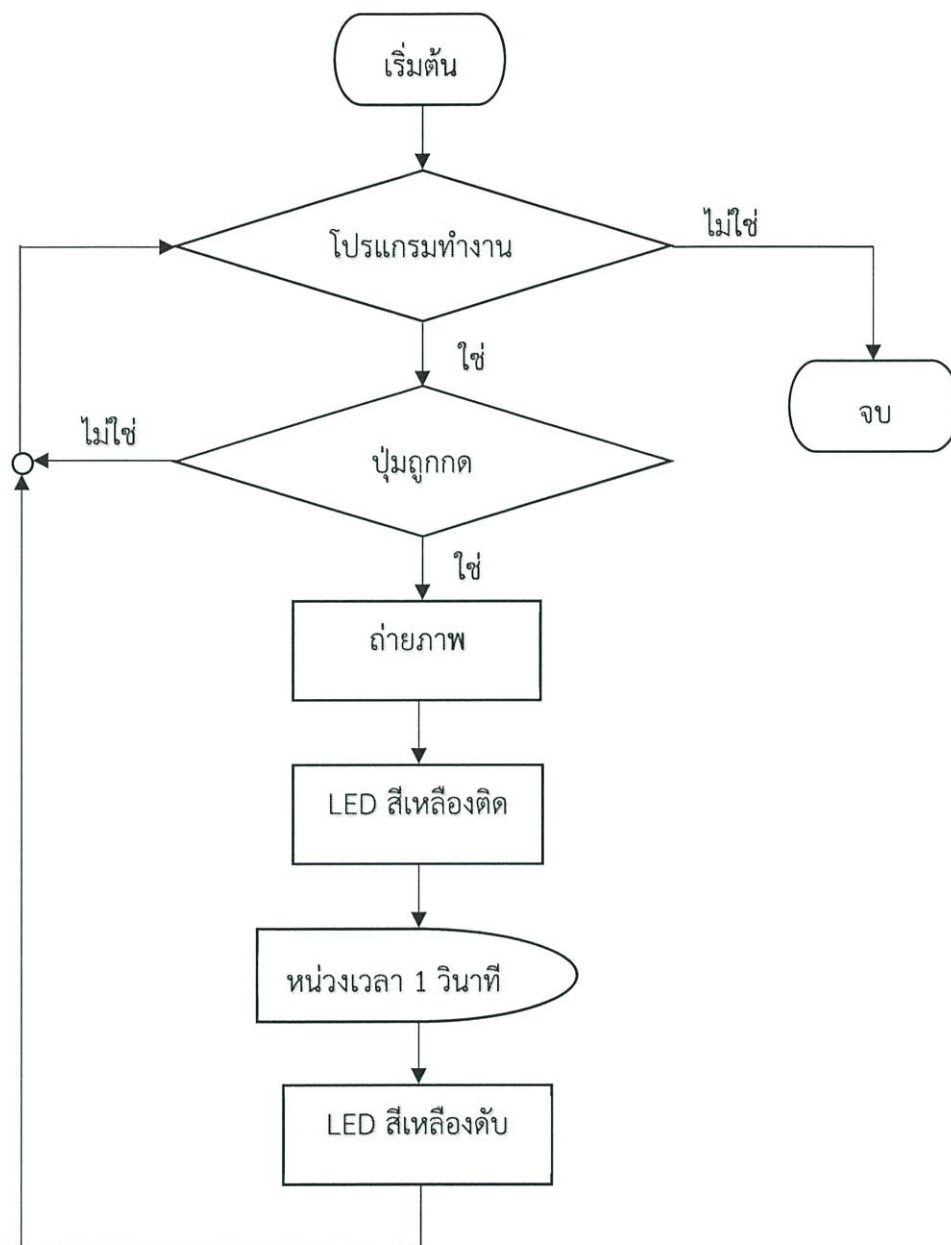 เริ่มต้น
โปรแกรมทำงาน
ไม่ใช่
ใช่
จบ
ไม่ใช่
ปุ่มถูกกด
ใช่
ถ่ายภาพ
LED สีเหลืองติด
หน่วงเวลา 1 วินาที
LED สีเหลืองดับ